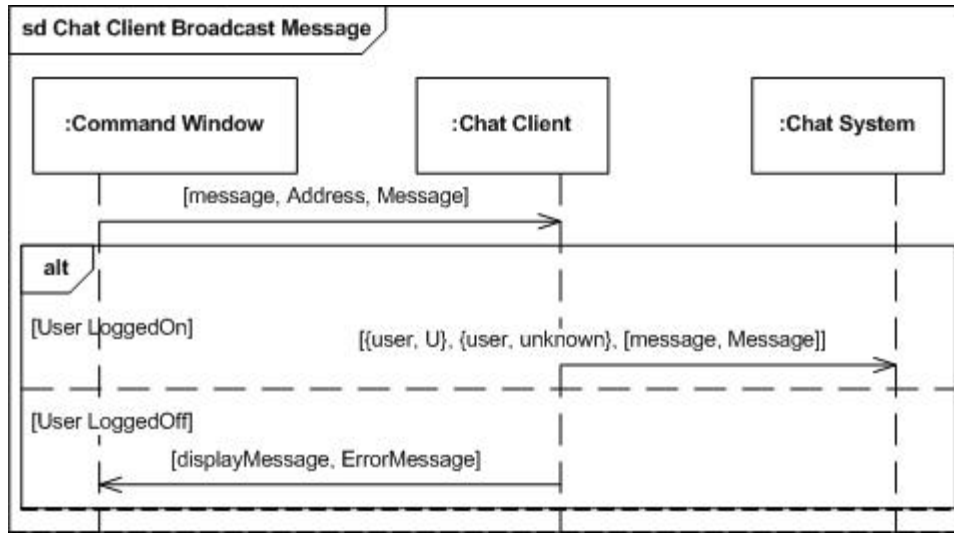 sd Chat Client Broadcast Message
:Command Window
:Chat Client
:Chat System
[message, Address, Message]
alt
[User LoggedOn]
[{user, U}, {user, unknown}, [message, Message]]
[User LoggedOff]
[displayMessage, ErrorMessage]